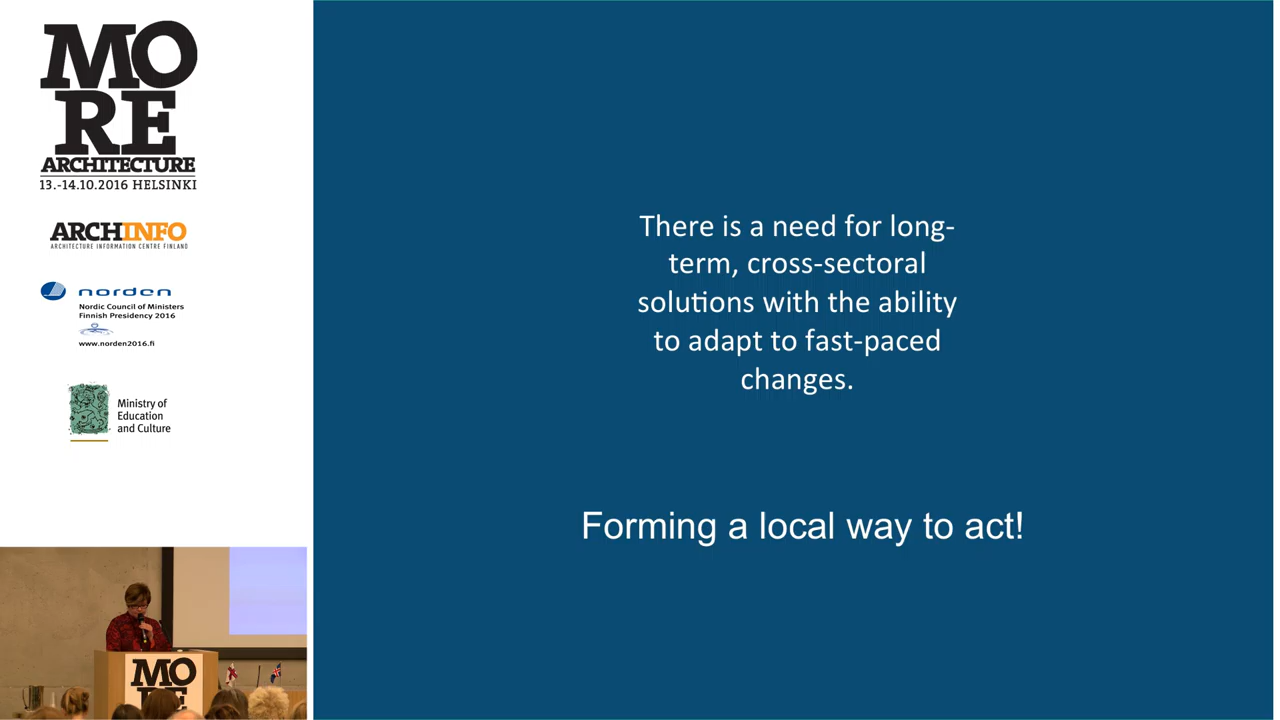 MO
RE
ARCHITECTURE
13.-14.10.2016 HELSINKI
ARCHINFO
ARCHITECTURE INFORMATION CENTRE FINLAND
norden
Nordic Council of Ministers
Finnish Presidency 2016
www.norden2016.fi
Ministry of
Education
and Culture
There is a need for long-
term, cross-sectoral
solutions with the ability
to adapt to fast-paced
changes.
Forming a local way to act!
MO
RE